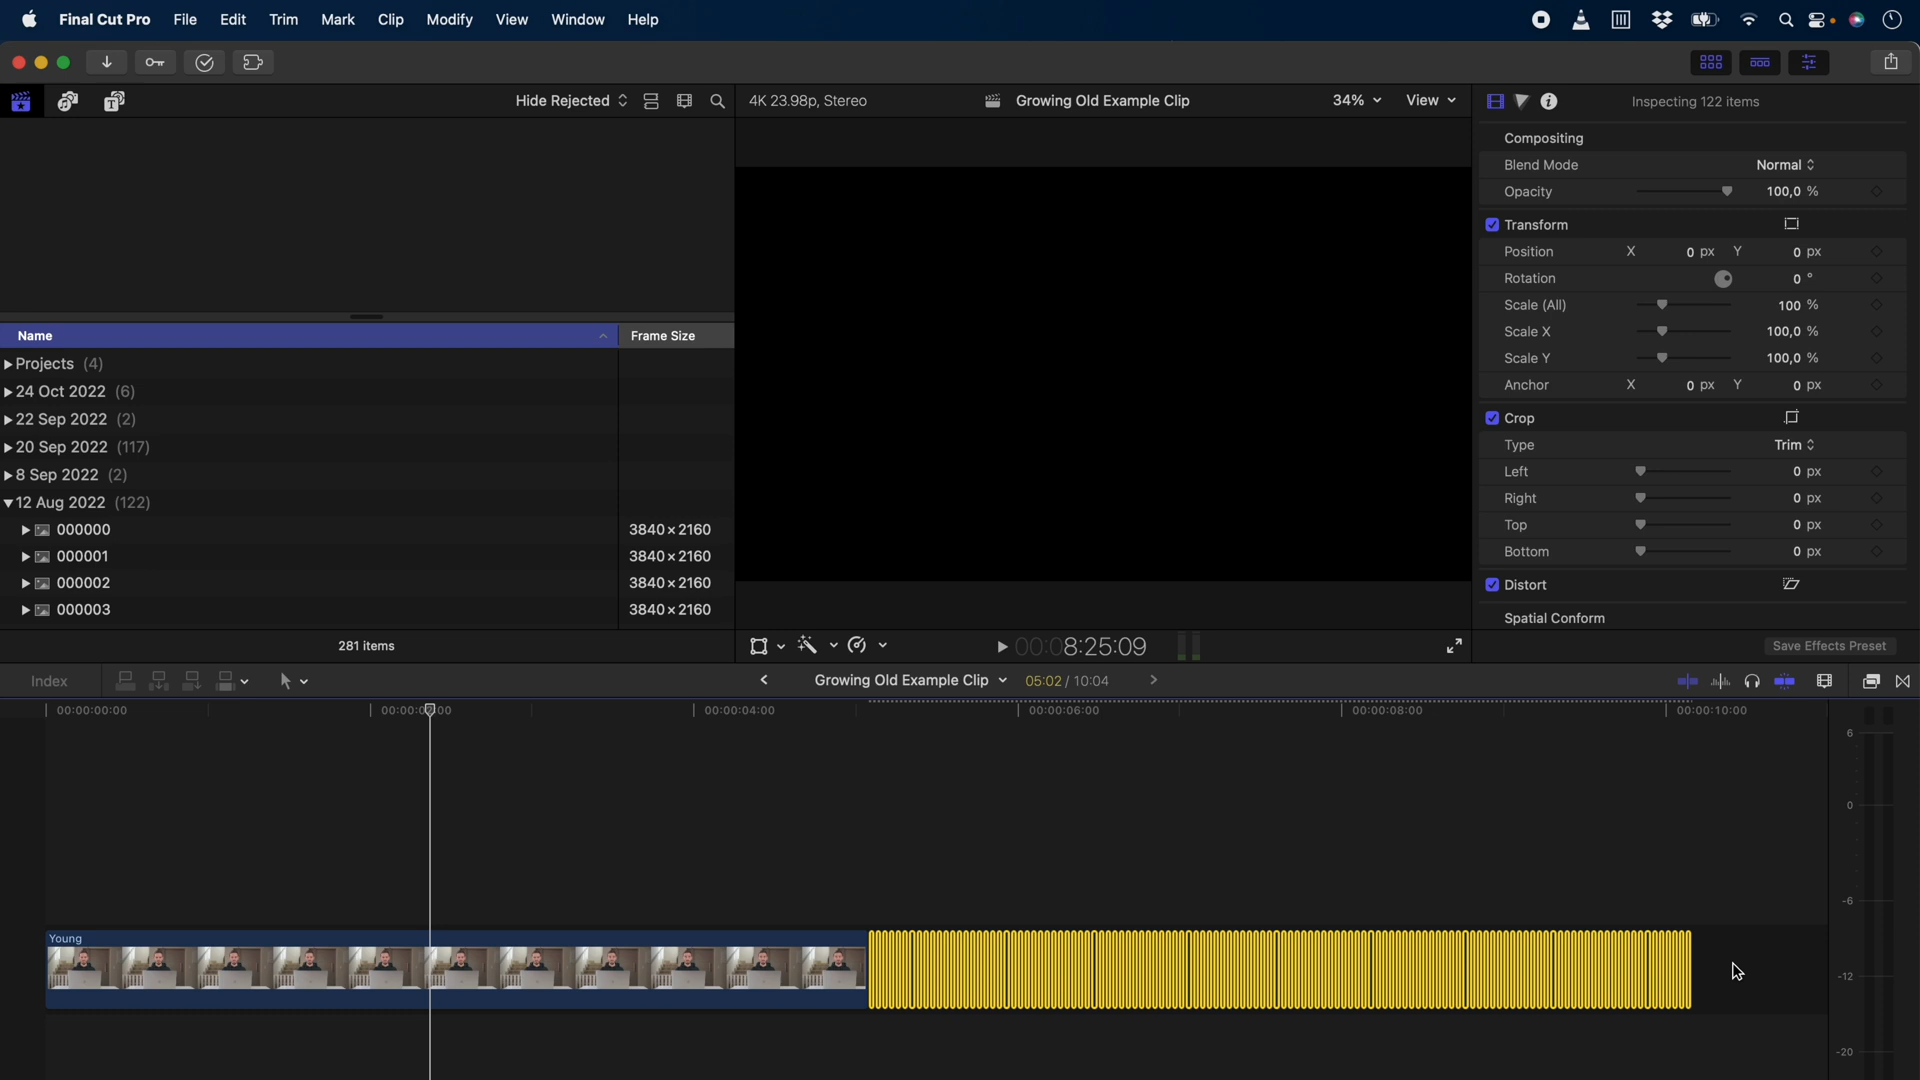 Final Cut Pro File Edit Trim Mark Clip Modify View Window Help
Hide Rejected
4K 23.98p, Stereo Growing Old Example Clip 34% View
Inspecting 122 items
Name Frame Size
Projects (4)
24 Oct 2022 (6)
22 Sep 2022 (2)
20 Sep 2022 (117)
8 Sep 2022 (2)
12 Aug 2022 (122)
000000 3840×2160
000001 3840×2160
000002 3840×2160
000003 3840×2160
281 items
00:08:25:09
Compositing
Blend Mode Normal
Opacity 100,0 %
Transform
Position X 0 px Y 0 px
Rotation 0 °
Scale (All) 100 %
Scale X 100,0 %
Scale Y 100,0 %
Anchor X 0 px Y 0 px
Crop
Type Trim
Left 0 px
Right 0 px
Top 0 px
Bottom 0 px
Distort
Spatial Conform
Save Effects Preset
Index
Growing Old Example Clip 05:02 / 10:04
00:00:00:00 00:00:04:00 00:00:06:00 00:00:08:00 00:00:10:00
Young
6
0
-6
-12
-20